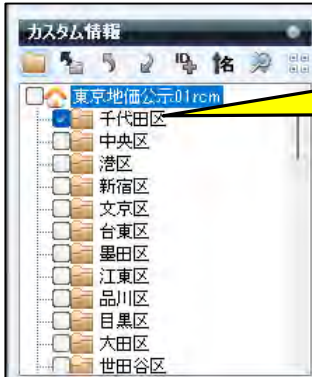 カスタム情報
東京地価公示01rcm
千代田区
中央区
港区
新宿区
文京区
台東区
墨田区
江東区
品川区
目黒区
大田区
世田谷区